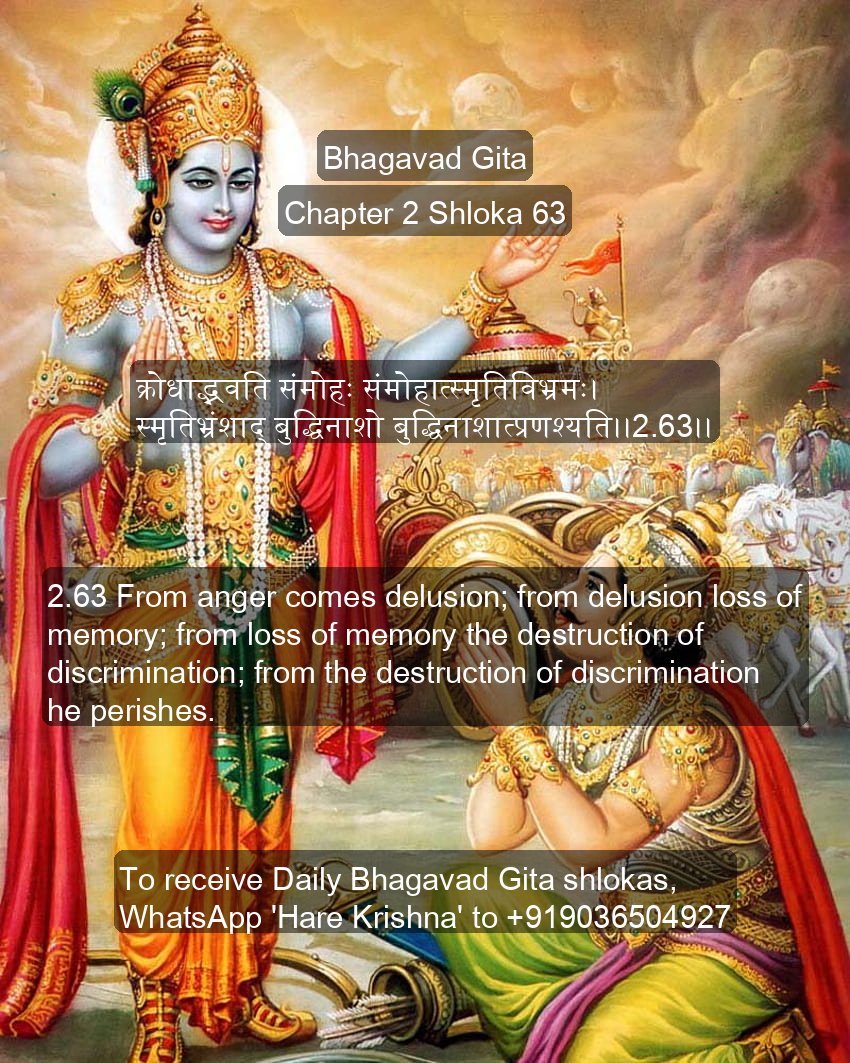 Bhagavad Gita
Chapter 2 Shloka 63
क्रोधाद्भवति संमोहः संमोहात्स्मृतिविभ्रमः।
स्मृतिभ्रंशाद् बुद्धिनाशो बुद्धिनाशात्प्रणश्यति।।2.63।।
2.63 From anger comes delusion; from delusion loss of
memory; from loss of memory the destruction of
discrimination; from the destruction of discrimination
he perishes.
To receive Daily Bhagavad Gita shlokas,
WhatsApp 'Hare Krishna' to +919036504927